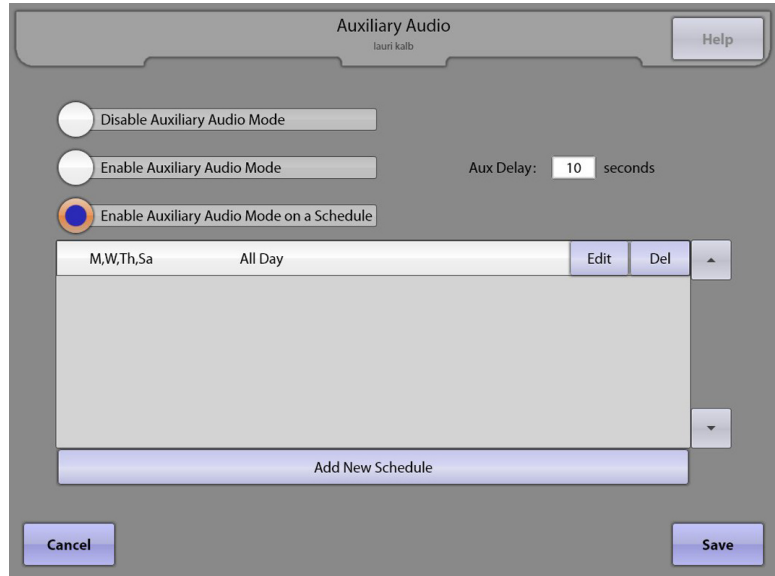 Auxiliary Audio
lauri kalb
Help
Disable Auxiliary Audio Mode
Enable Auxiliary Audio Mode
Aux Delay: 10 seconds
Enable Auxiliary Audio Mode on a Schedule
M,W,Th,Sa All Day Edit Del
Add New Schedule
Cancel
Save